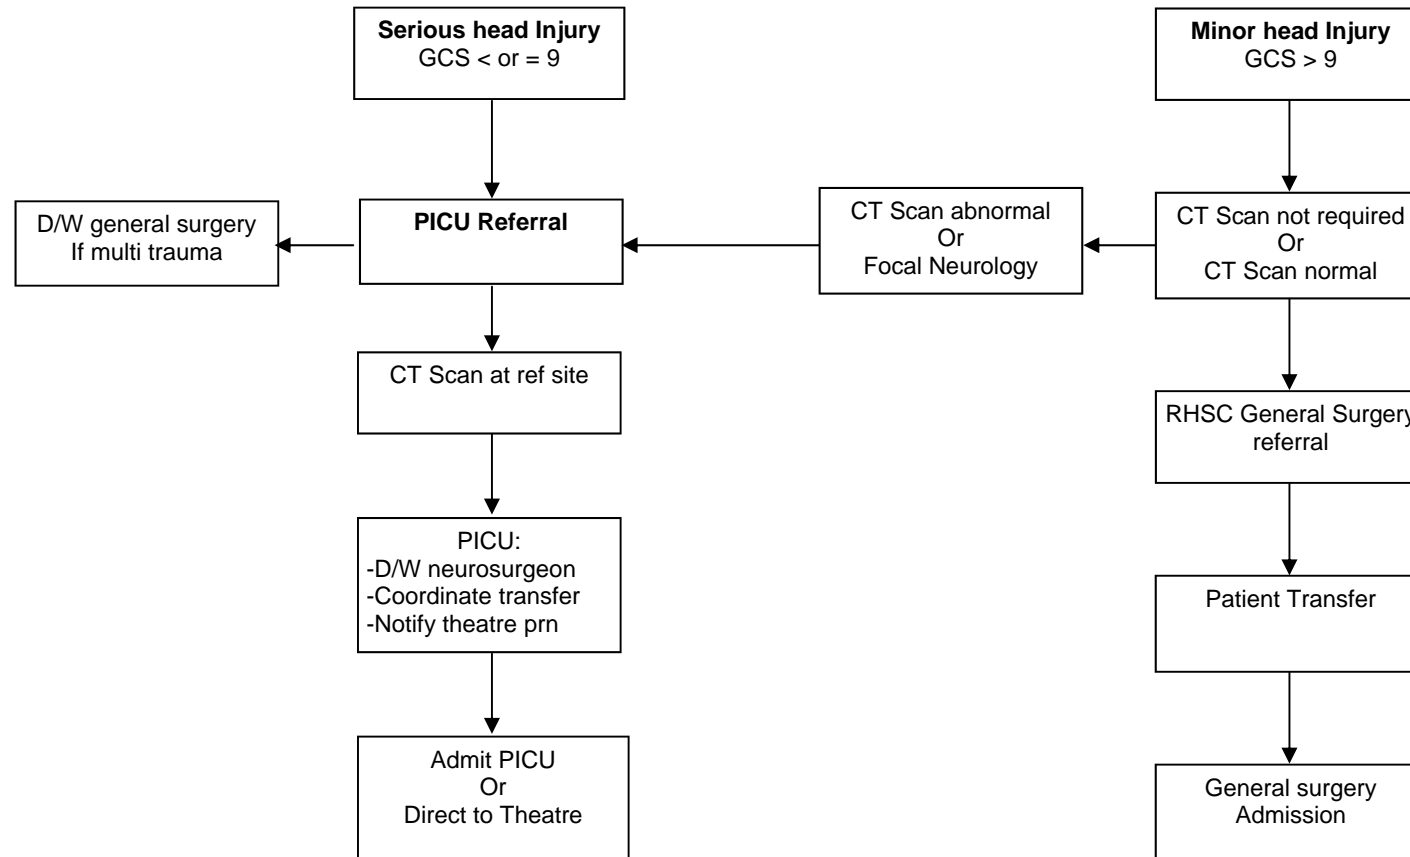 Serious head Injury
GCS < or = 9
Minor head Injury
GCS > 9
D/W general surgery
If multi trauma
PICU Referral
CT Scan abnormal
Or
Focal Neurology
CT Scan not required
Or
CT Scan normal
CT Scan at ref site
RHSC General Surgery
referral
PICU:
-D/W neurosurgeon
-Coordinate transfer
-Notify theatre prn
Patient Transfer
Admit PICU
Or
Direct to Theatre
General surgery
Admission